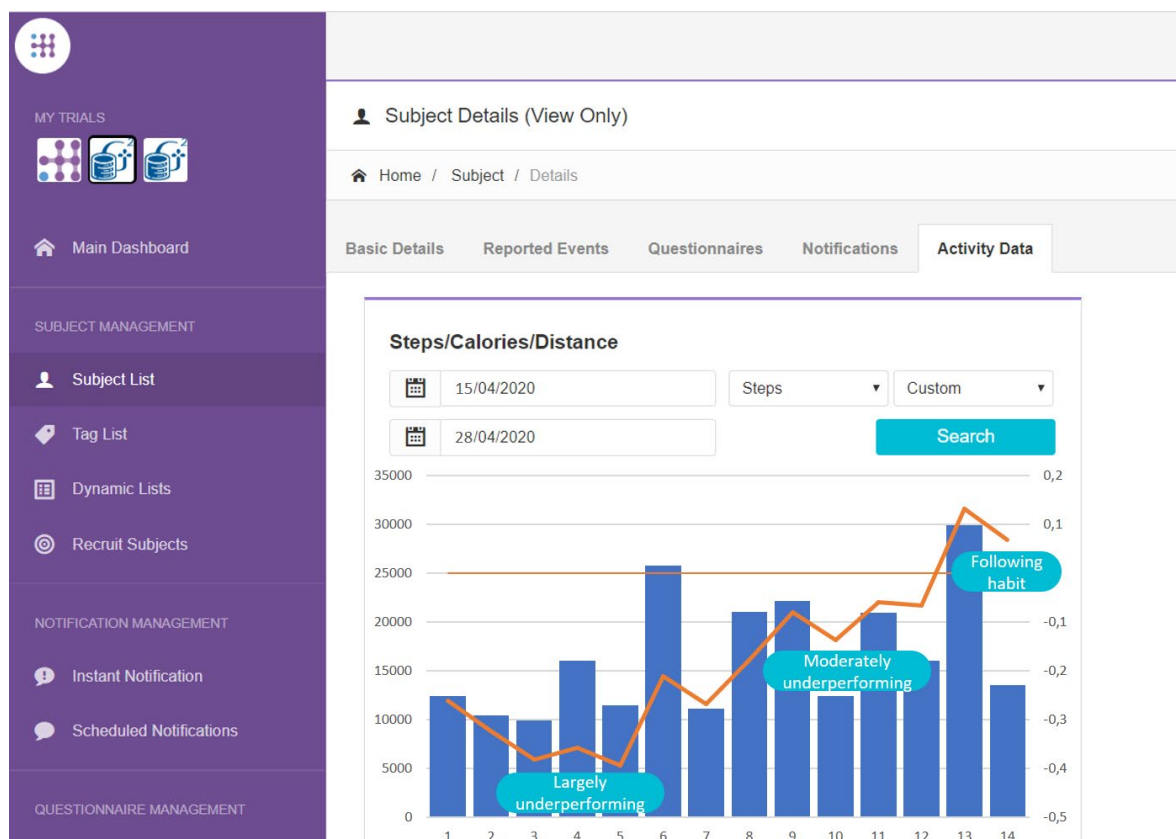 MY TRIALS
2
2
Main Dashboard
SUBJECT MANAGEMENT
Subject List
Tag List
Dynamic Lists
Recruit Subjects
NOTIFICATION MANAGEMENT
Instant Notification
Scheduled Notifications
QUESTIONNAIRE MANAGEMENT
Subject Details (View Only)
Home / Subject / Details
Basic Details Reported Events Questionnaires Notifications Activity Data
Steps/Calories/Distance
15/04/2020 Steps Custom
28/04/2020 Search
35000 0,2
30000 0,1
25000
20000 -0,1
15000 -0,2
10000 -0,3
5000 -0,4
0 -0,5
Following
habit
Moderately
underperforming
Largely
underperforming
1 2 3 4 5 6 7 8 9 10 11 12 13 14